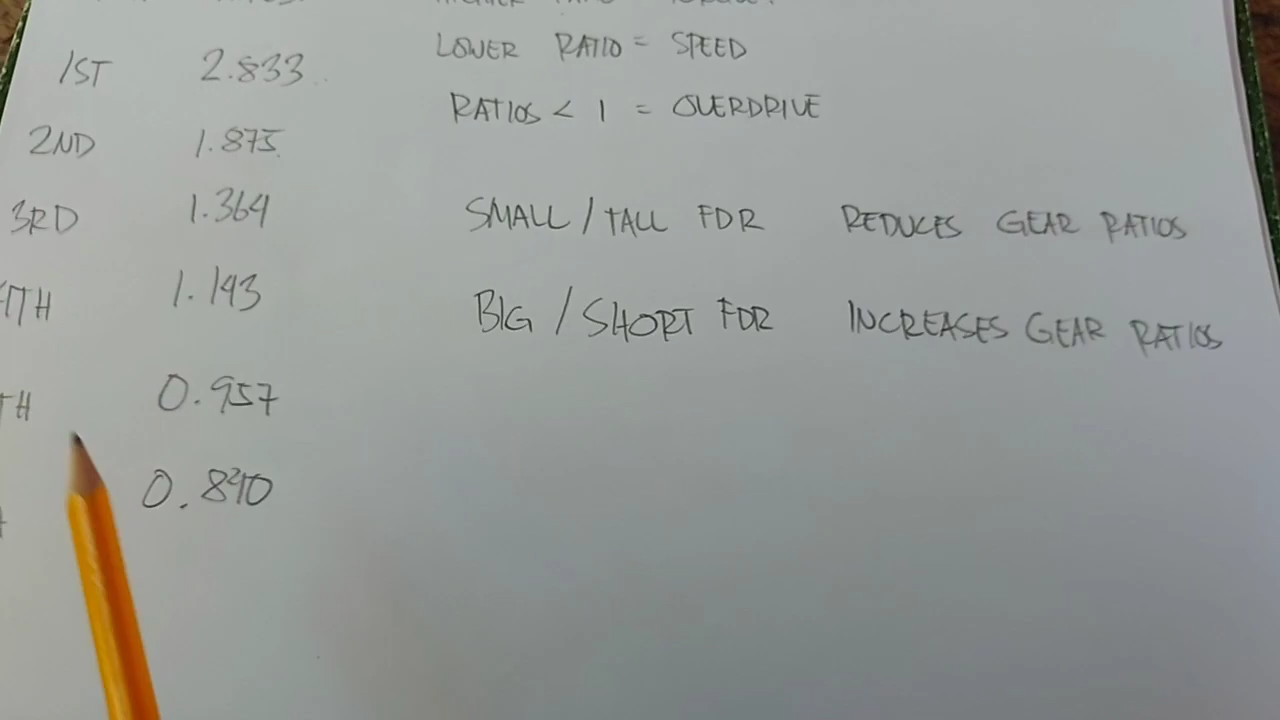 1ST 2.833
LOWER RATIO = SPEED
RATIOS < 1 = OVERDRIVE
2ND 1.875
3RD 1.364
SMALL / TALL FDR REDUCES GEAR RATIOS
TH 1.143
BIG / SHORT FDR INCREASES GEAR RATIOS
TH 0.957
0.840